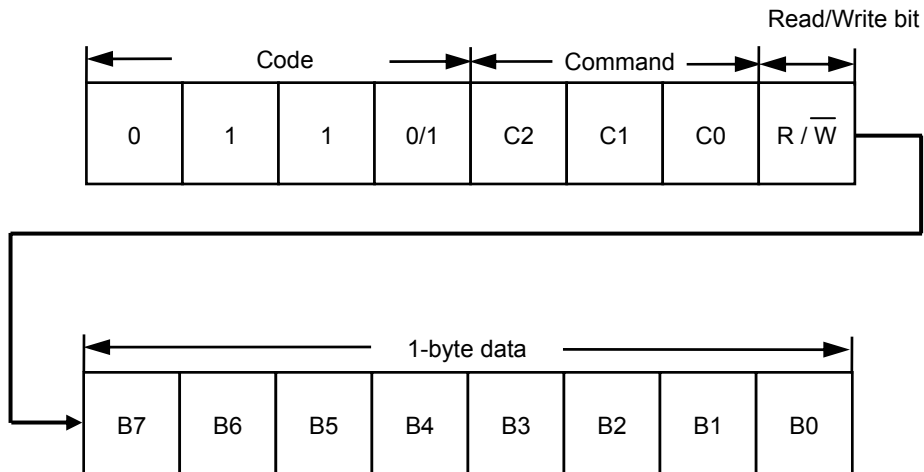 Read/Write bit
Code Command
0 1 1 0/1 C2 C1 C0 R / W̅
1-byte data
B7 B6 B5 B4 B3 B2 B1 B0